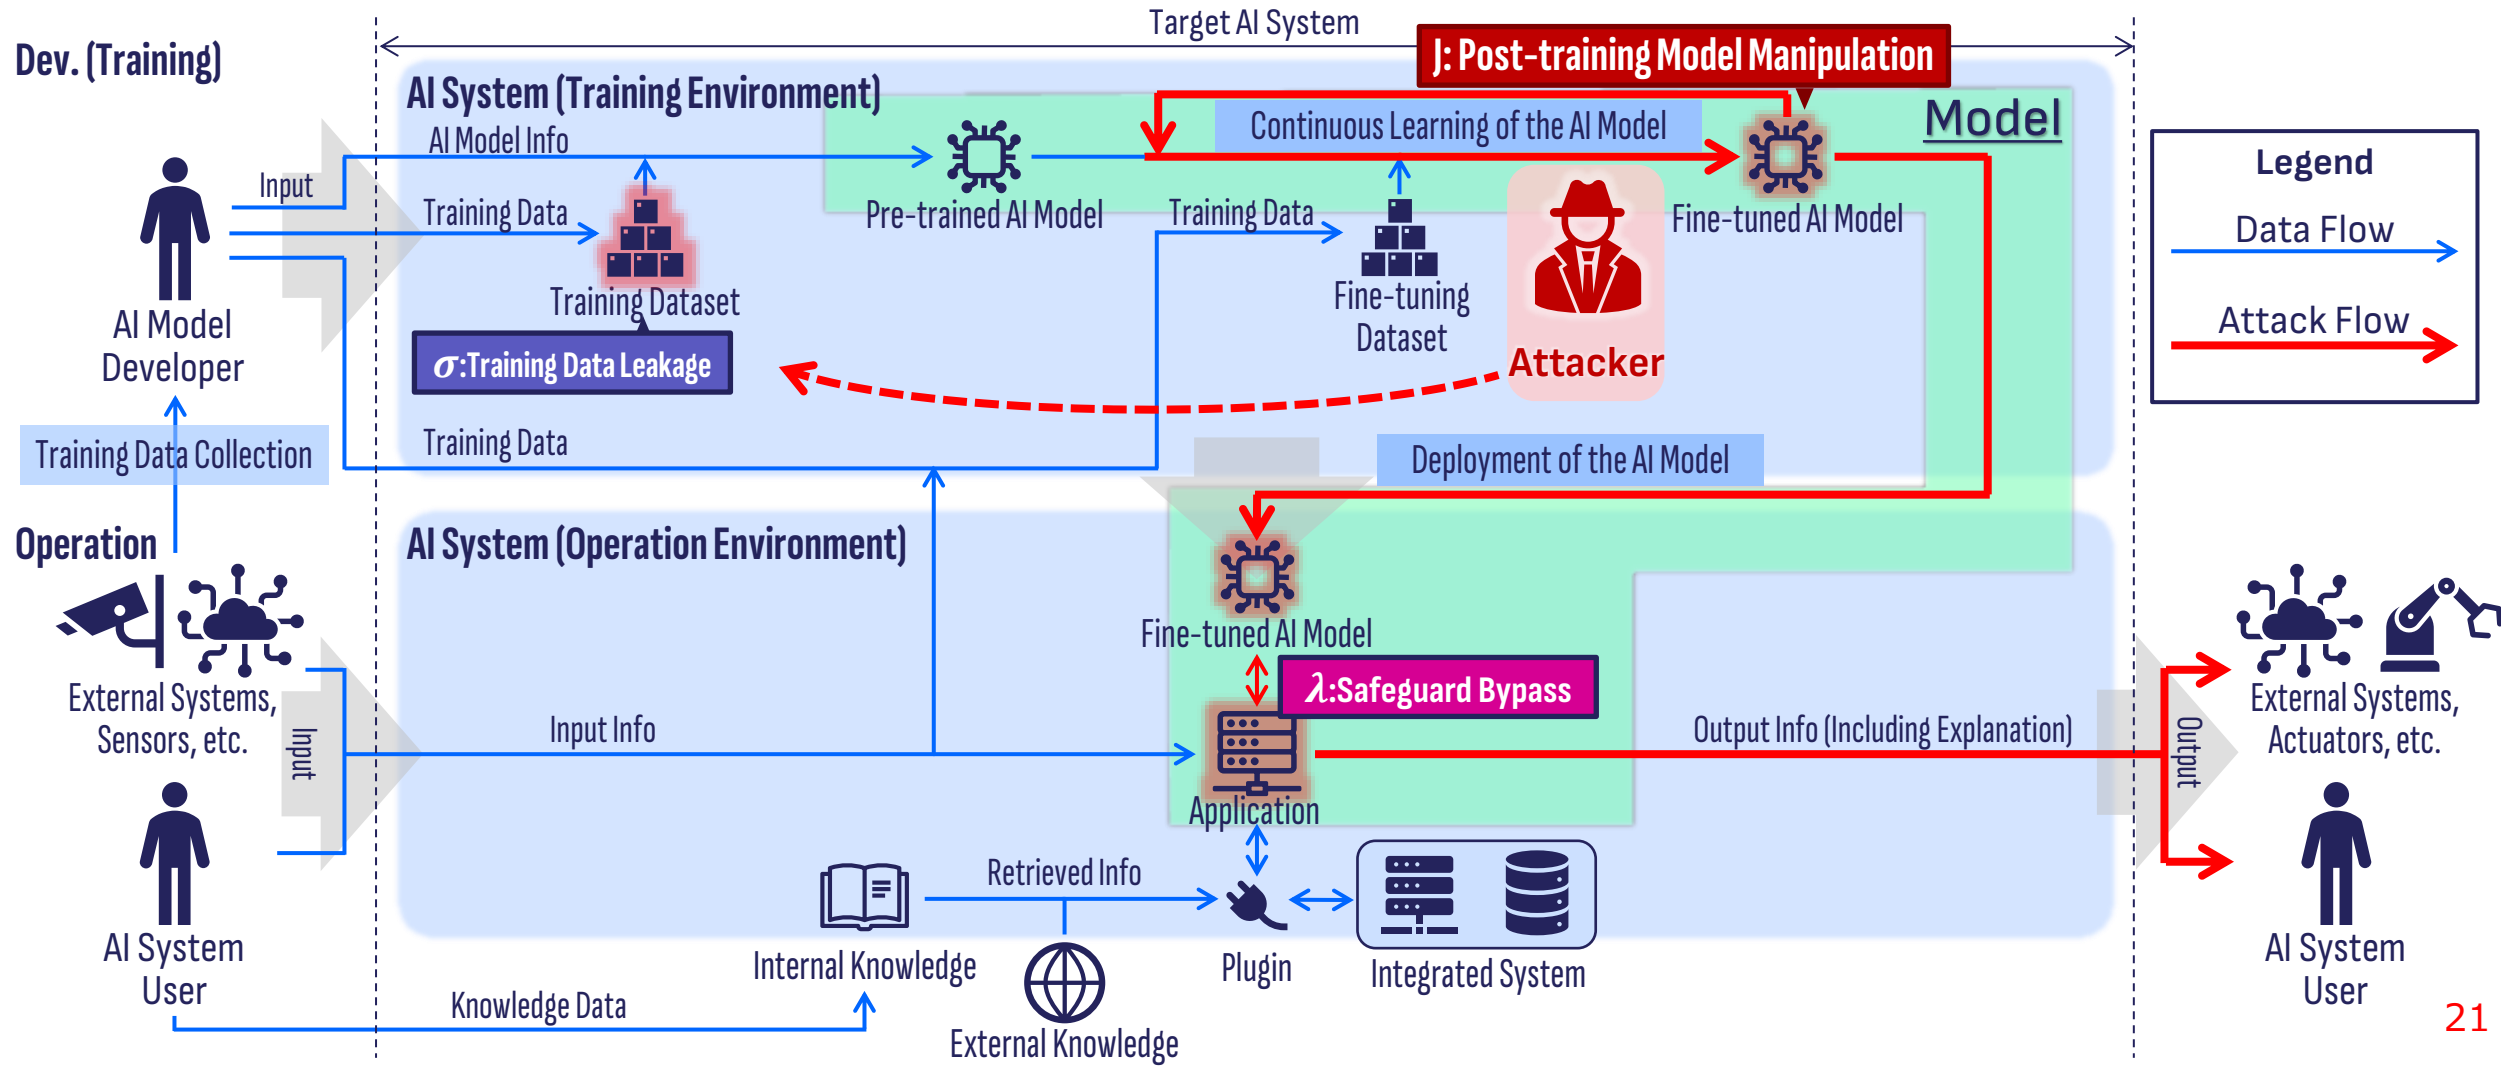 Target AI System
Dev. (Training)
J: Post-training Model Manipulation
AI System (Training Environment)
Model
AI Model Info
Continuous Learning of the AI Model
Legend
Input
Training Data
Pre-trained AI Model
Training Data
Fine-tuned AI Model
Data Flow
Training Dataset
Fine-tuning
Dataset
Attack Flow
AI Model
Developer
σ:Training Data Leakage
Attacker
Training Data Collection
Training Data
Deployment of the AI Model
Operation
AI System (Operation Environment)
Fine-tuned AI Model
External Systems,
Sensors, etc.
λ:Safeguard Bypass
External Systems,
Actuators, etc.
Input
Input Info
Output Info (Including Explanation)
Output
Application
Retrieved Info
AI System
User
Internal Knowledge
Plugin
Integrated System
AI System
User
Knowledge Data
External Knowledge
21